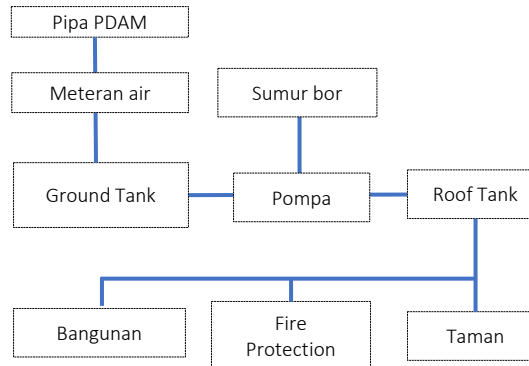 Pipa PDAM
Meteran air
Sumur bor
Ground Tank
Pompa
Roof Tank
Bangunan
Fire
Protection
Taman